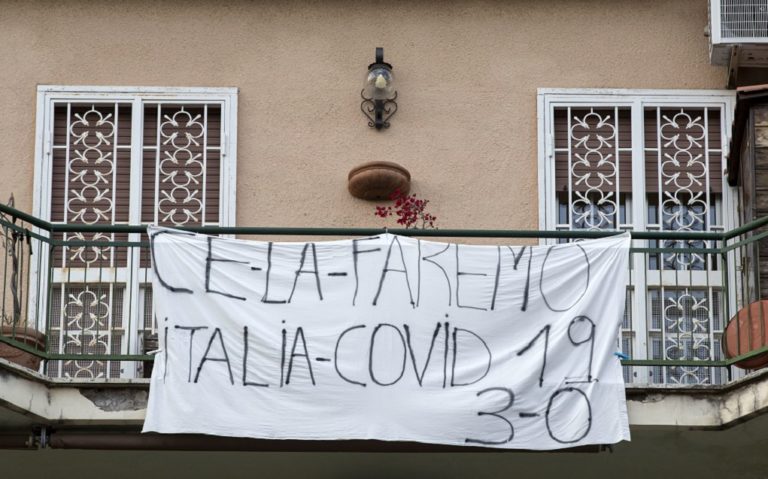 CE-LA-FAREMO
iTALiA-COViD 19
3-0